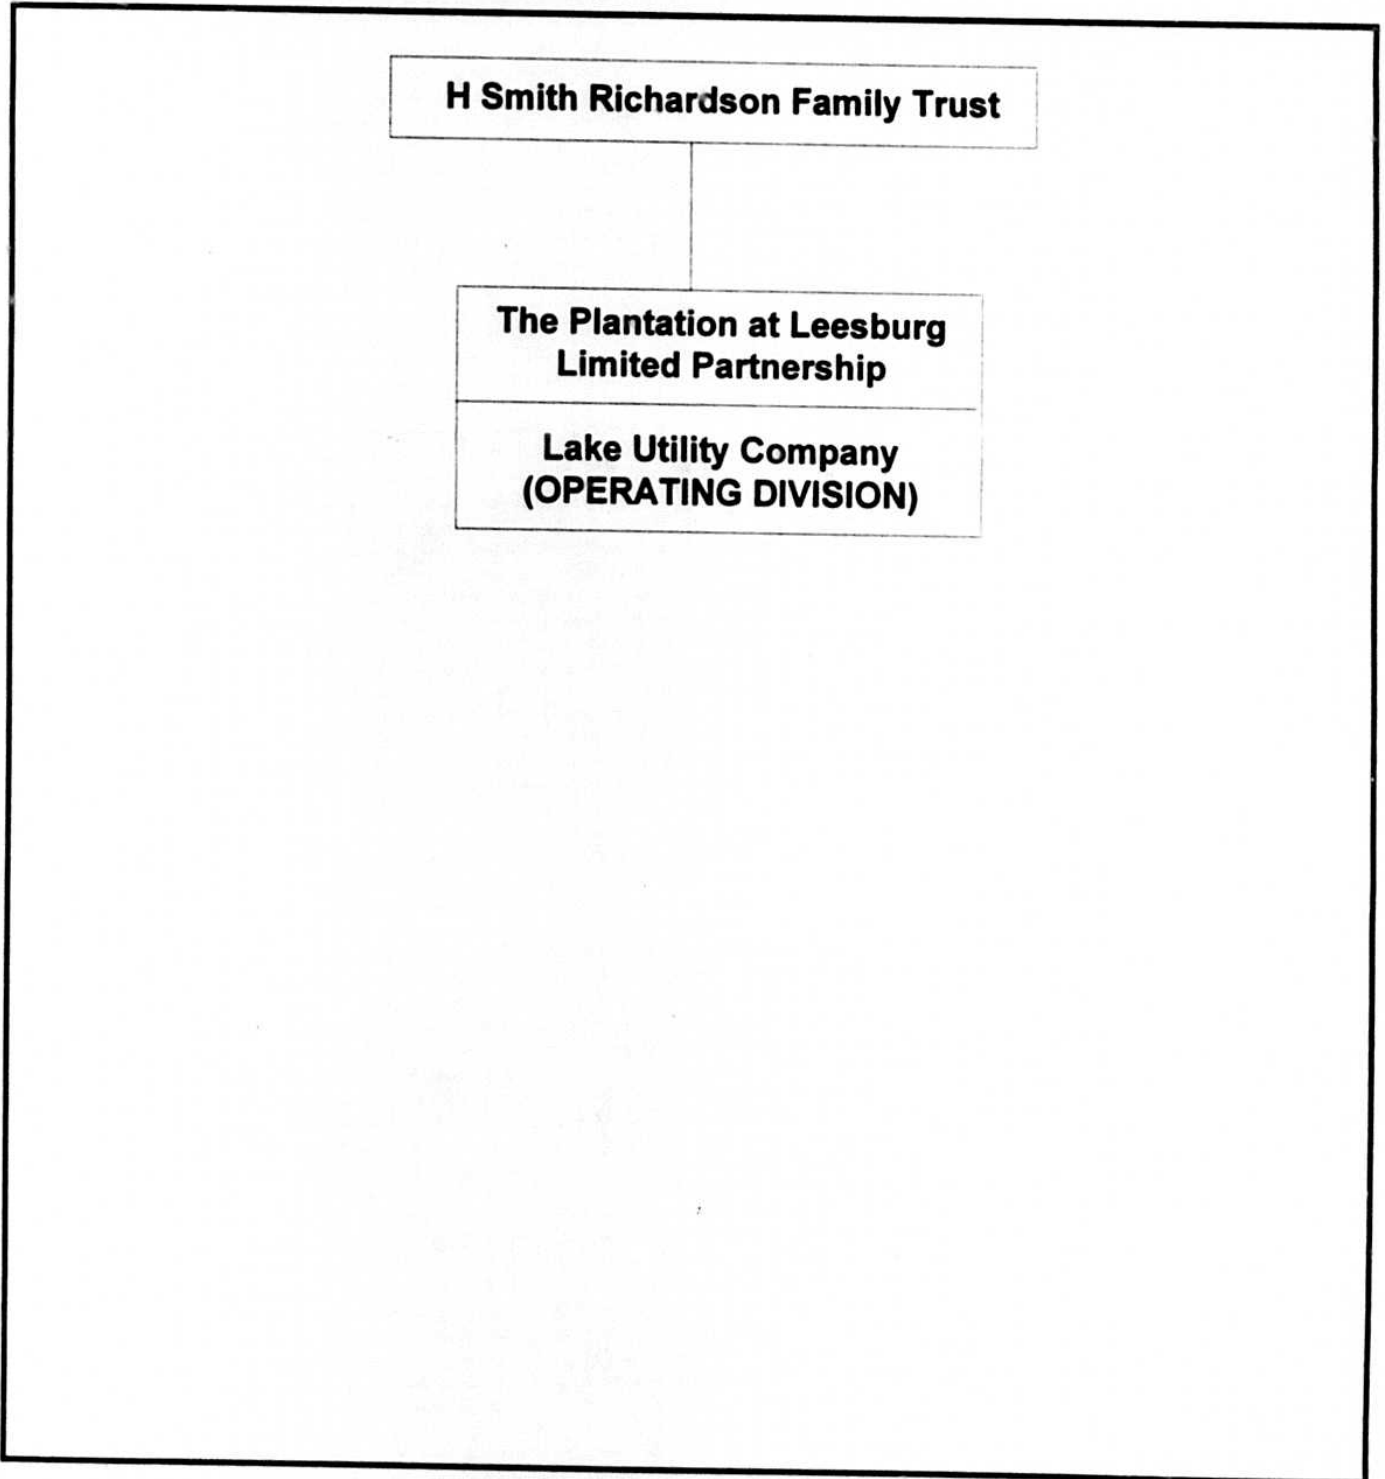 H Smith Richardson Family Trust
The Plantation at Leesburg
Limited Partnership
Lake Utility Company
(OPERATING DIVISION)